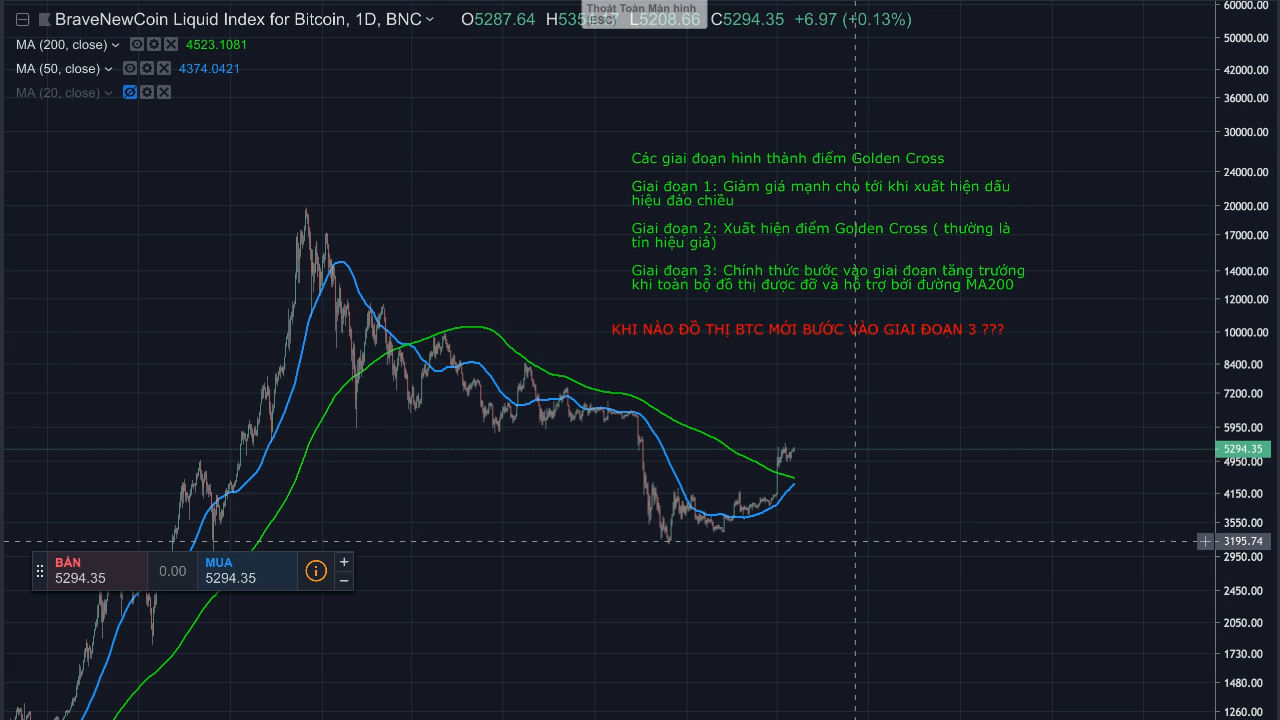 BraveNewCoin Liquid Index for Bitcoin, 1D, BNC O5287.64 L5208.66 C5294.35 +6.97 (+0.13%)
Thoát Toàn Màn hình
(ESC)
MA (200, close) 4523.1081
MA (50, close) 4374.0421
MA (20, close)
Các giai đoạn hình thành điểm Golden Cross
Giai đoạn 1: Giảm giá mạnh cho tới khi xuất hiện dấu
hiệu đảo chiều
Giai đoạn 2: Xuất hiện điểm Golden Cross ( thường là
tín hiệu giả)
Giai đoạn 3: Chính thức bước vào giai đoạn tăng trưởng
khi toàn bộ đồ thị được đỡ và hỗ trợ bởi đường MA200
KHI NÀO ĐỒ THỊ BTC MỚI BƯỚC VÀO GIAI ĐOẠN 3 ???
BÁN
5294.35
0.00
MUA
5294.35
+
−
60000.00
50000.00
42000.00
36000.00
30000.00
24000.00
20000.00
17000.00
14000.00
12000.00
10000.00
8400.00
7200.00
5950.00
5294.35
4950.00
4150.00
3550.00
3195.74
2950.00
2450.00
2050.00
1730.00
1480.00
1260.00